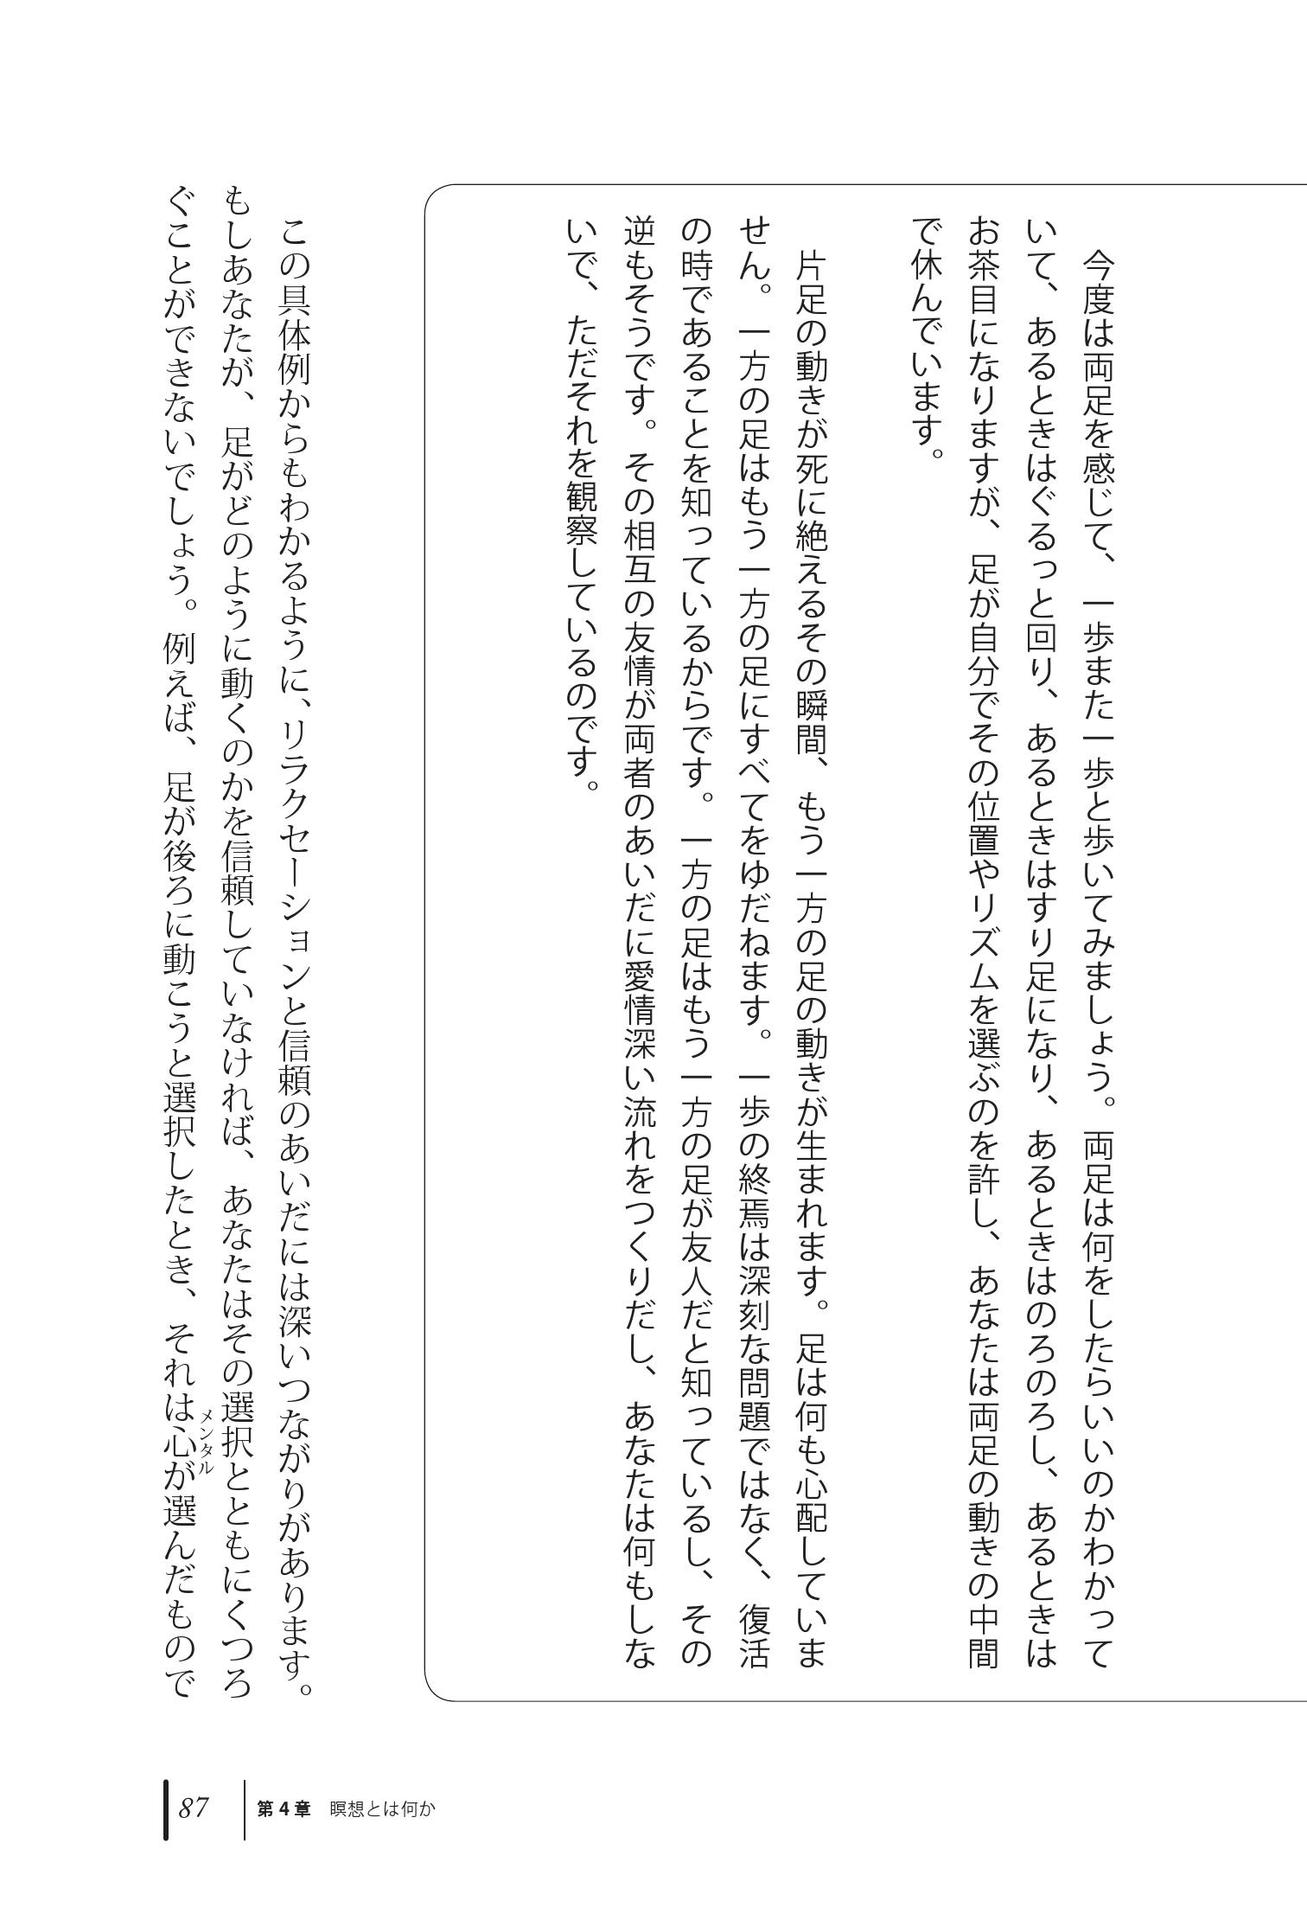 今度は両足を感じて、一歩また一歩と歩いてみましょう。両足は何をしたらいいのかわかって
いて、あるときはぐるっと回り、あるときはすり足になり、あるときはのろのろし、あるときは
お茶目になりますが、足が自分でその位置やリズムを選ぶのを許し、あなたは両足の動きの中間
で休んでいます。
片足の動きが死に絶えるその瞬間、もう一方の足の動きが生まれます。足は何も心配していま
せん。一方の足はもう一方の足にすべてをゆだねます。一歩の終焉は深刻な問題ではなく、復活
の時であることを知っているからです。一方の足はもう一方の足が友人だと知っているし、その
逆もそうです。その相互の友情が両者のあいだに愛情深い流れをつくりだし、あなたは何もしな
いで、ただそれを観察しているのです。
この具体例からもわかるように、リラクセーションと信頼のあいだには深いつながりがあります。
もしあなたが、足がどのように動くのかを信頼していなければ、あなたはその選択とともにくつろ
ぐことができないでしょう。例えば、足が後ろに動こうと選択したとき、それは心が選んだもので
メンタル
87 第4章 瞑想とは何か